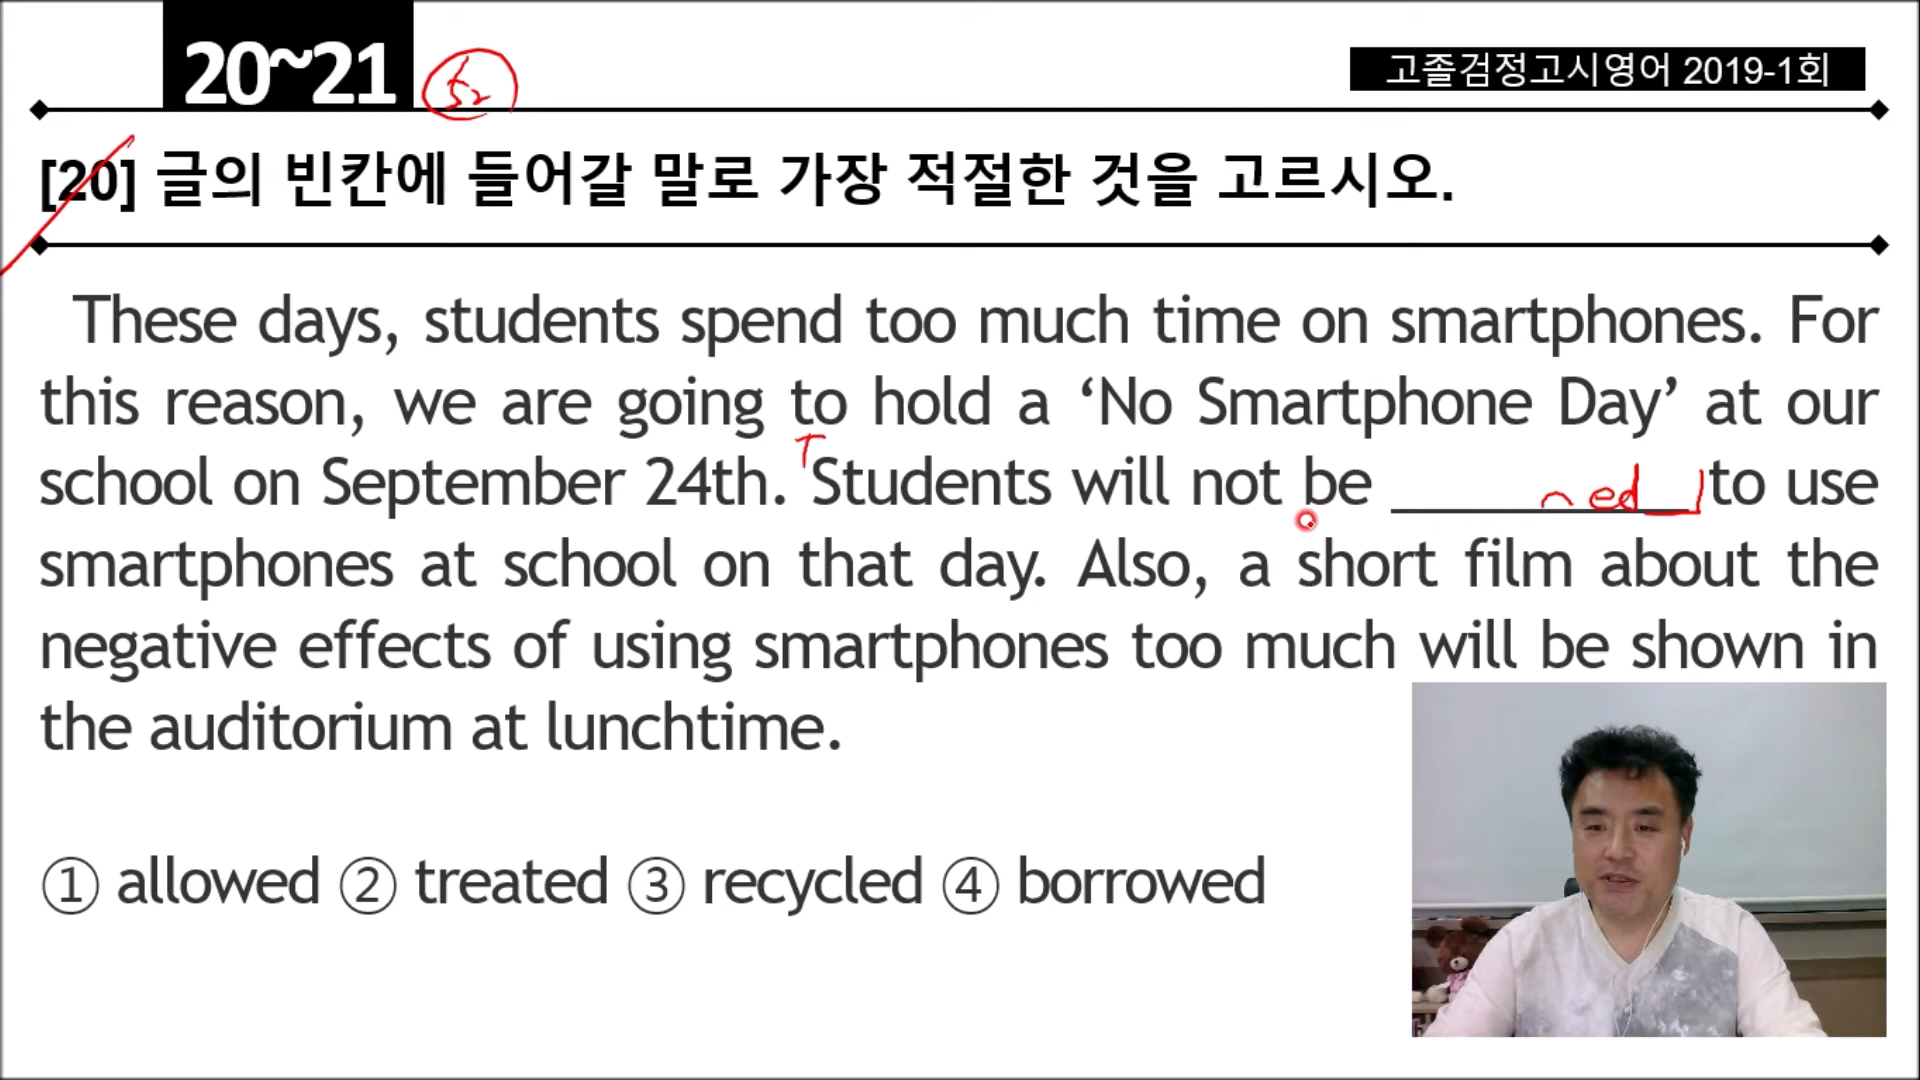 20~21
고졸검정고시영어 2019-1회
[20] 글의 빈칸에 들어갈 말로 가장 적절한 것을 고르시오.
These days, students spend too much time on smartphones. For
this reason, we are going to hold a ‘No Smartphone Day’ at our
school on September 24th. Students will not be ________ to use
smartphones at school on that day. Also, a short film about the
negative effects of using smartphones too much will be shown in
the auditorium at lunchtime.
① allowed ② treated ③ recycled ④ borrowed